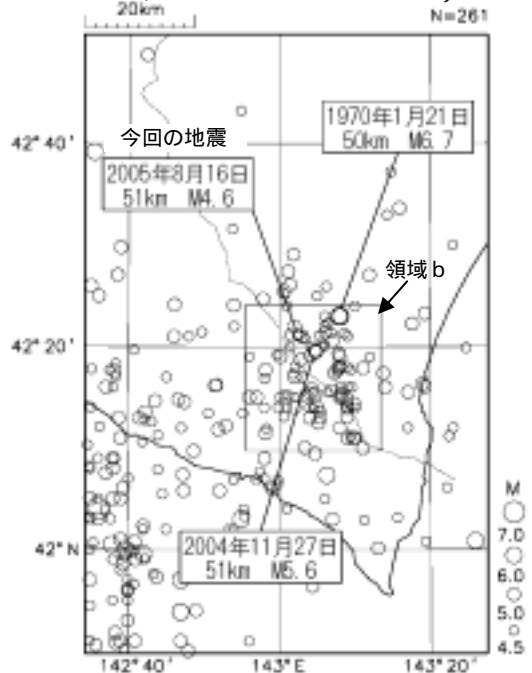 20km
N=261
1970年1月21日
50km M6.7
42°40'
今回の地震
2005年8月16日
51km M4.6
領域b
42°20'
2004年11月27日
51km M5.6
42°N
M
7.0
6.0
5.0
4.5
142°40'
143°E
143°20'